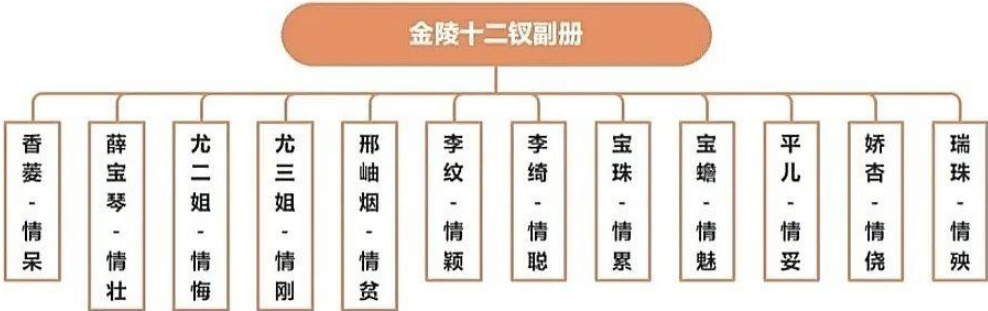 金陵十二钗副册
香菱-情呆
薛宝琴-情壮
尤二姐-情悔
尤三姐-情刚
邢岫烟-情贫
李纹-情颖
李绮-情聪
宝珠-情累
宝蟾-情魅
平儿-情妥
娇杏-情侥
瑞珠-情殃